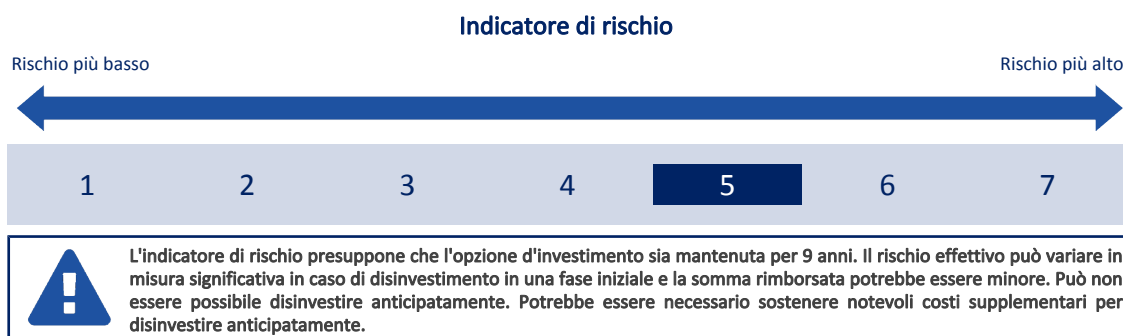 Indicatore di rischio
Rischio più basso
Rischio più alto
1 2 3 4 5 6 7
L'indicatore di rischio presuppone che l'opzione d'investimento sia mantenuta per 9 anni. Il rischio effettivo può variare in
misura significativa in caso di disinvestimento in una fase iniziale e la somma rimborsata potrebbe essere minore. Può non
essere possibile disinvestire anticipatamente. Potrebbe essere necessario sostenere notevoli costi supplementari per
disinvestire anticipatamente.